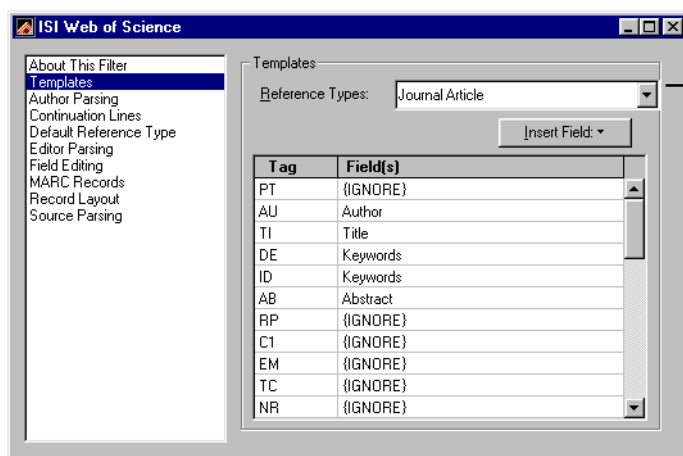 ISI Web of Science
About This Filter
Templates
Author Parsing
Continuation Lines
Default Reference Type
Editor Parsing
Field Editing
MARC Records
Record Layout
Source Parsing
Templates
Reference Types: Journal Article
Insert Field:
Tag Field(s)
PT {IGNORE}
AU Author
TI Title
DE Keywords
ID Keywords
AB Abstract
RP {IGNORE}
C1 {IGNORE}
EM {IGNORE}
TC {IGNORE}
NR {IGNORE}